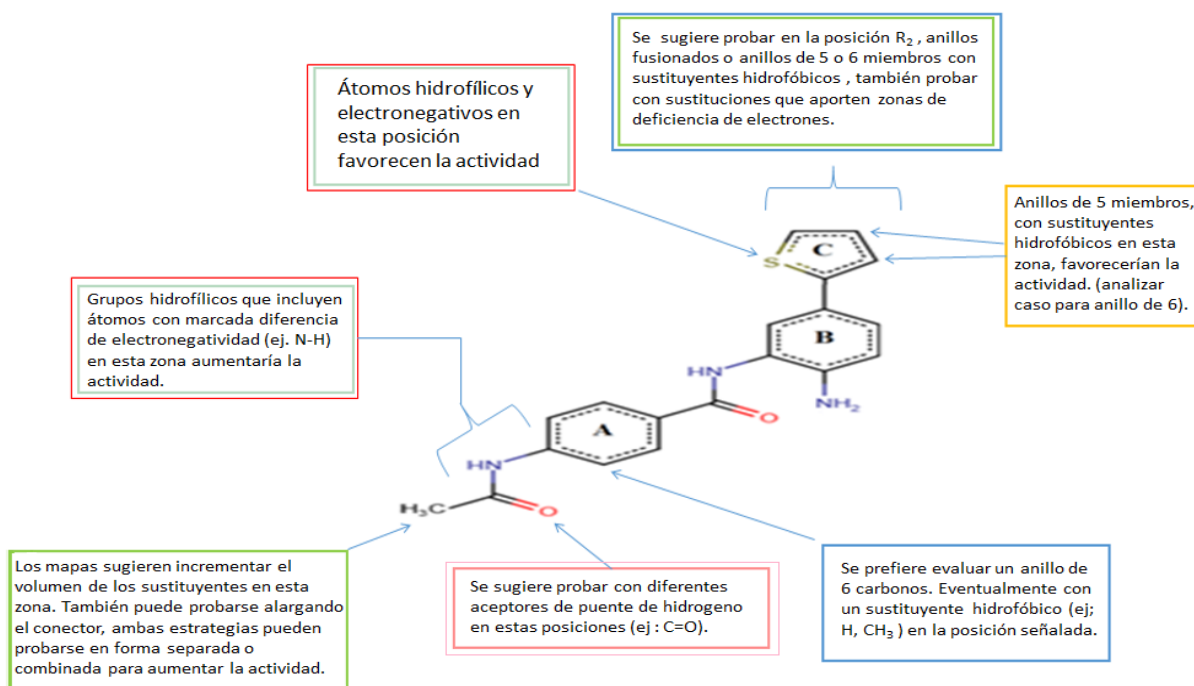 Se sugiere probar en la posición R₂ , anillos
fusionados o anillos de 5 o 6 miembros con
sustituyentes hidrofóbicos , también probar
con sustituciones que aporten zonas de
deficiencia de electrones.
Átomos hidrofílicos y
electronegativos en
esta posición
favorecen la actividad
Anillos de 5 miembros,
con sustituyentes
hidrofóbicos en esta
zona, favorecerían la
actividad. (analizar
caso para anillo de 6).
Grupos hidrofílicos que incluyen
átomos con marcada diferencia
de electronegatividad (ej. N-H)
en esta zona aumentaría la
actividad.
C
S
B
HN
NH₂
O
A
HN
H₃C
O
Los mapas sugieren incrementar el
volumen de los sustituyentes en esta
zona. También puede probarse alargando
el conector, ambas estrategias pueden
probarse en forma separada o
combinada para aumentar la actividad.
Se sugiere probar con diferentes
aceptores de puente de hidrogeno
en estas posiciones (ej : C=O).
Se prefiere evaluar un anillo de
6 carbonos. Eventualmente con
un sustituyente hidrofóbico (ej;
H, CH₃ ) en la posición señalada.